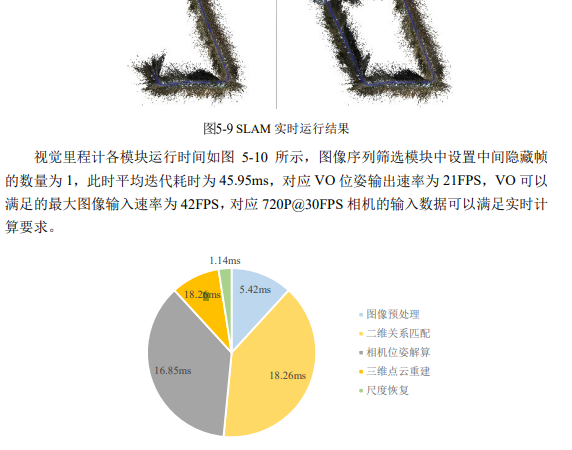 图5-9 SLAM 实时运行结果
视觉里程计各模块运行时间如图 5-10 所示，图像序列筛选模块中设置中间隐藏帧
的数量为 1，此时平均迭代耗时为 45.95ms，对应 VO 位姿输出速率为 21FPS，VO 可以
满足的最大图像输入速率为 42FPS，对应 720P@30FPS 相机的输入数据可以满足实时计
算要求。
1.14ms
18.26ms
5.42ms
16.85ms
18.26ms
图像预处理
二维关系匹配
相机位姿解算
三维点云重建
尺度恢复